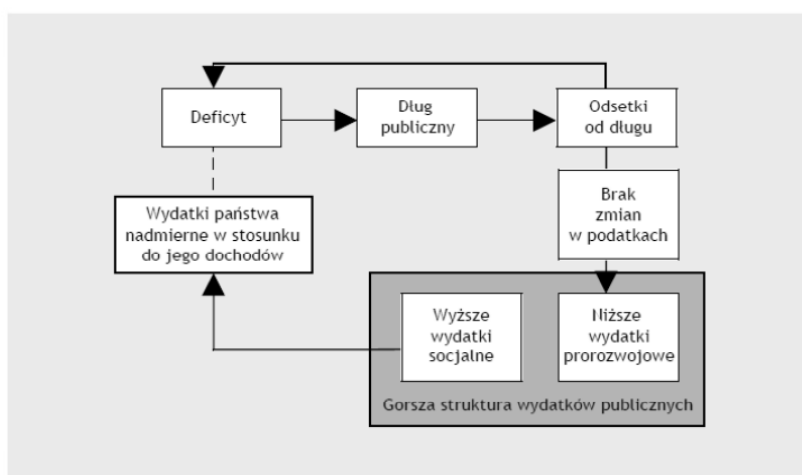 Deficyt
Dług
publiczny
Odsetki
od długu
Brak
zmian
w podatkach
Wydatki państwa
nadmierne w stosunku
do jego dochodów
Wyższe
wydatki
socjalne
Niższe
wydatki
prorozwojowe
Gorsza struktura wydatków publicznych